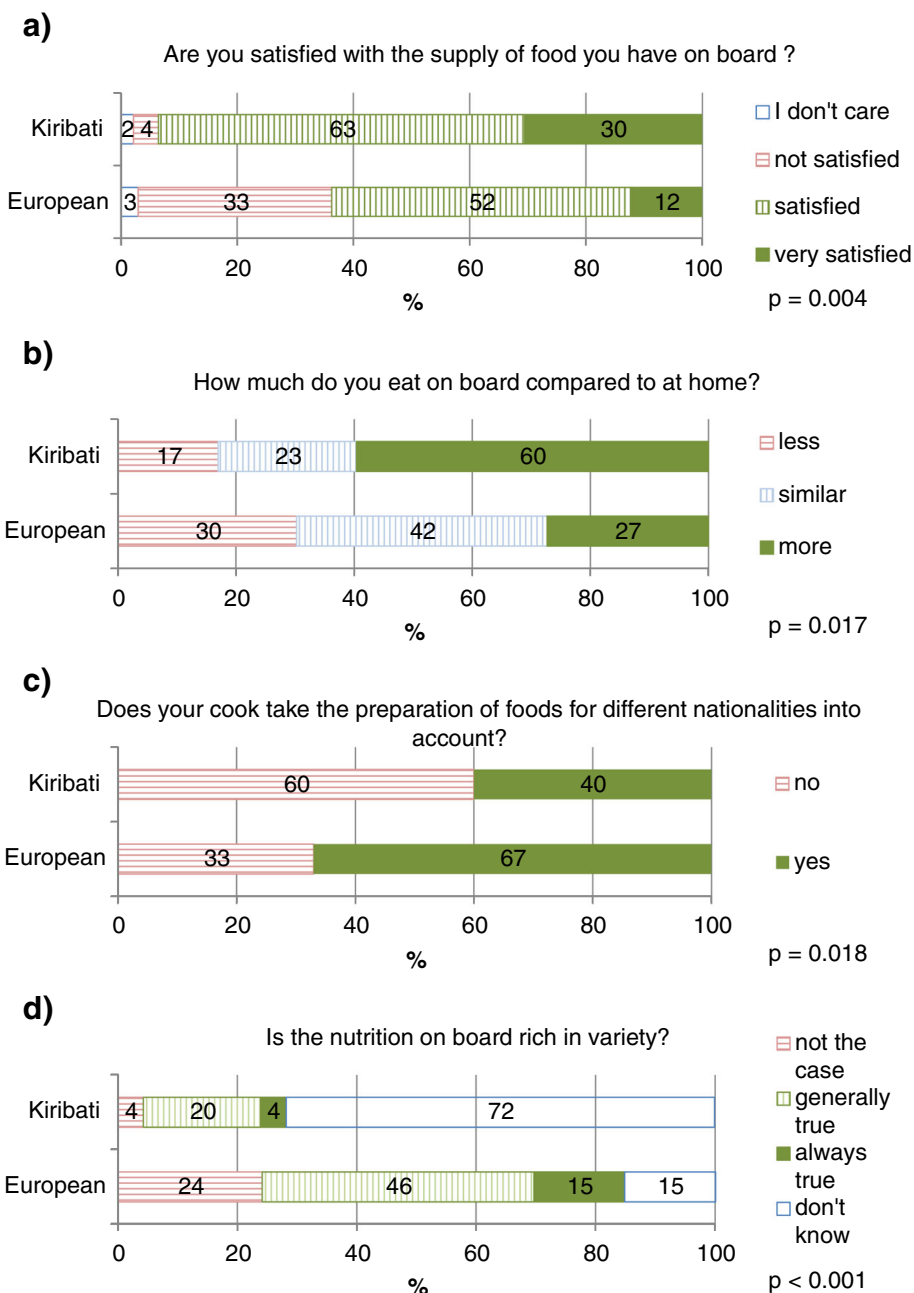 a)
Are you satisfied with the supply of food you have on board ?
Kiribati
2 4 63 30
European
3 33 52 12
0 20 40 60 80 100
%
I don't care
not satisfied
satisfied
very satisfied
p = 0.004
b)
How much do you eat on board compared to at home?
Kiribati
17 23 60
European
30 42 27
0 20 40 60 80 100
%
less
similar
more
p = 0.017
c)
Does your cook take the preparation of foods for different nationalities into
account?
Kiribati
60 40
European
33 67
0 20 40 60 80 100
%
no
yes
p = 0.018
d)
Is the nutrition on board rich in variety?
Kiribati
4 20 4 72
European
24 46 15 15
0 20 40 60 80 100
%
not the
case
generally
true
always
true
don't
know
p < 0.001